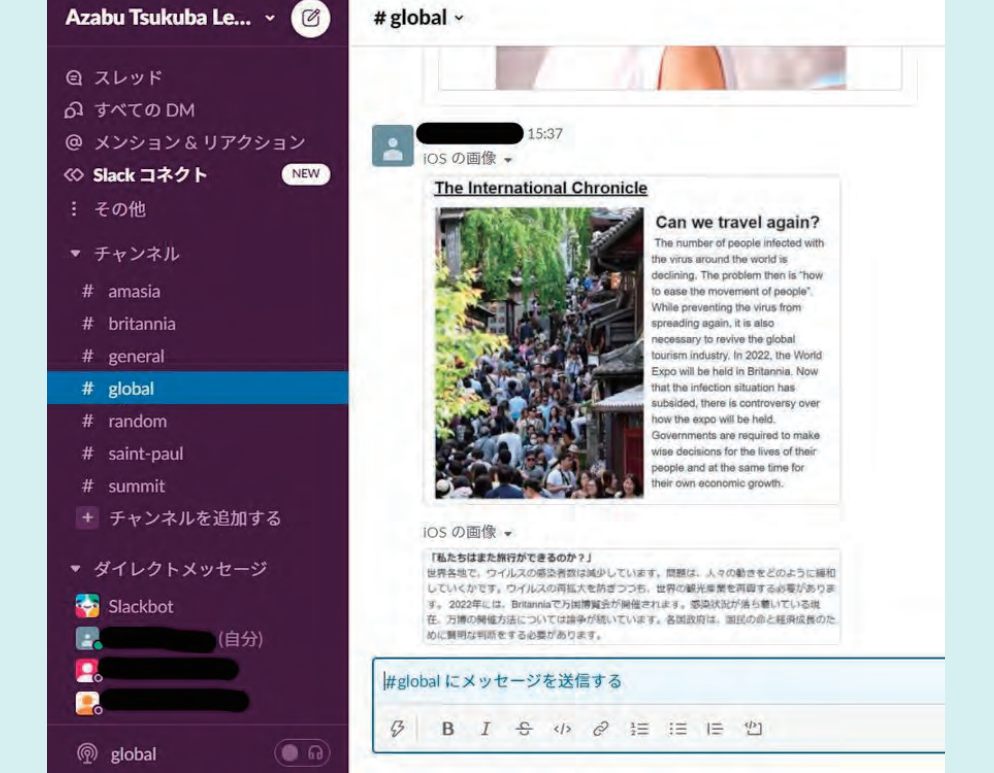 Azabu Tsukuba Le...
スレッド
すべての DM
メンション & リアクション
Slack コネクト
NEW
その他
チャンネル
# amasia
# britannia
# general
# global
# random
# saint-paul
# summit
+ チャンネルを追加する
ダイレクトメッセージ
Slackbot
(自分)
global
# global
15:37
iOS の画像
The International Chronicle
Can we travel again?
The number of people infected with
the virus around the world is
declining. The problem then is "how
to ease the movement of people".
While preventing the virus from
spreading again, it is also
necessary to revive the global
tourism industry. In 2022, the World
Expo will be held in Britannia. Now
that the infection situation has
subsided, there is controversy over
how the expo will be held.
Governments are required to make
wise decisions for the lives of their
people and at the same time for
their own economic growth.
iOS の画像
「私たちはまた旅行ができるのか？」
世界各地で、ウイルスの感染者数は減少しています。問題は、人々の動きをどのように緩和
していくかです。ウイルスの再拡大を防ぎつつも、世界の観光産業を再興する必要がありま
す。 2022年には、Britanniaで万国博覧会が開催されます。感染状況が落ち着いている現
在、万博の開催方法については論争が続いています。各国政府は、国民の命と経済成長のた
めに賢明な判断をする必要があります。
#global にメッセージを送信する
B I S </>